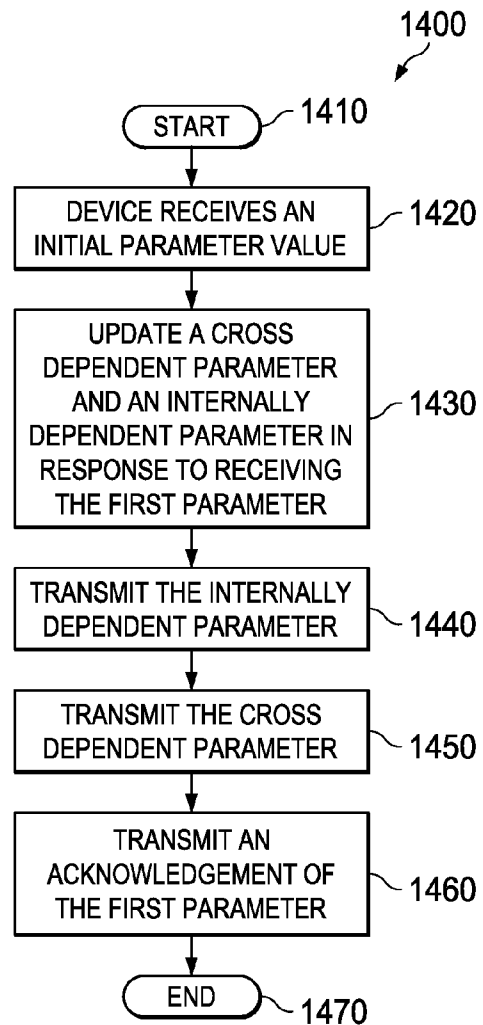 1400
START
1410
DEVICE RECEIVES AN
INITIAL PARAMETER VALUE
1420
UPDATE A CROSS
DEPENDENT PARAMETER
AND AN INTERNALLY
DEPENDENT PARAMETER IN
RESPONSE TO RECEIVING
THE FIRST PARAMETER
1430
TRANSMIT THE INTERNALLY
DEPENDENT PARAMETER
1440
TRANSMIT THE CROSS
DEPENDENT PARAMETER
1450
TRANSMIT AN
ACKNOWLEDGEMENT OF
THE FIRST PARAMETER
1460
END
1470